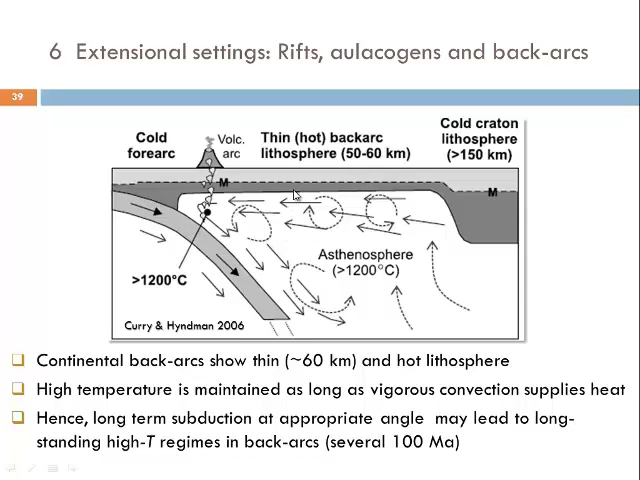 6 Extensional settings: Rifts, aulacogens and back-arcs
39
Cold
forearc
Volc.
arc
Thin (hot) backarc
lithosphere (50-60 km)
Cold craton
lithosphere
(>150 km)
M
M
Asthenosphere
(>1200°C)
>1200°C
Curry & Hyndman 2006
Continental back-arcs show thin (~60 km) and hot lithosphere
High temperature is maintained as long as vigorous convection supplies heat
Hence, long term subduction at appropriate angle may lead to long-
standing high-T regimes in back-arcs (several 100 Ma)